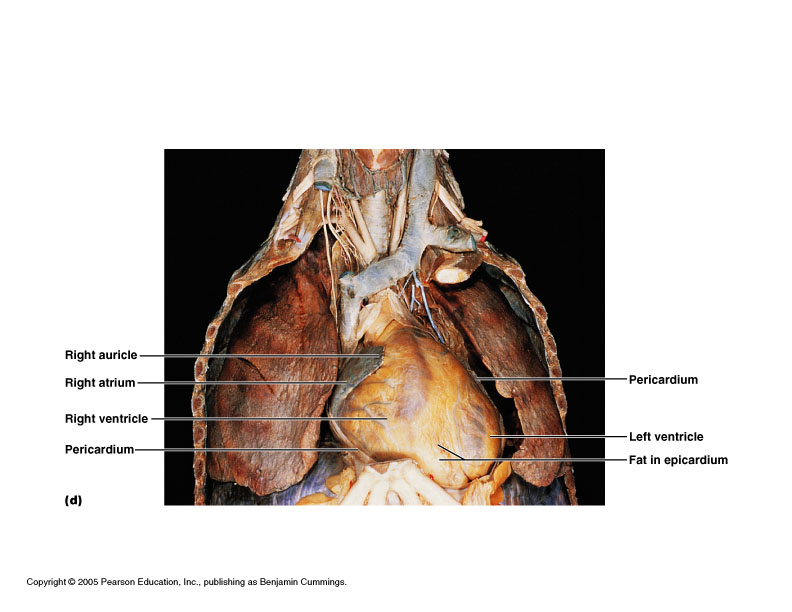 Right auricle
Right atrium
Right ventricle
Pericardium
Pericardium
Left ventricle
Fat in epicardium
(d)
Copyright © 2005 Pearson Education, Inc., publishing as Benjamin Cummings.